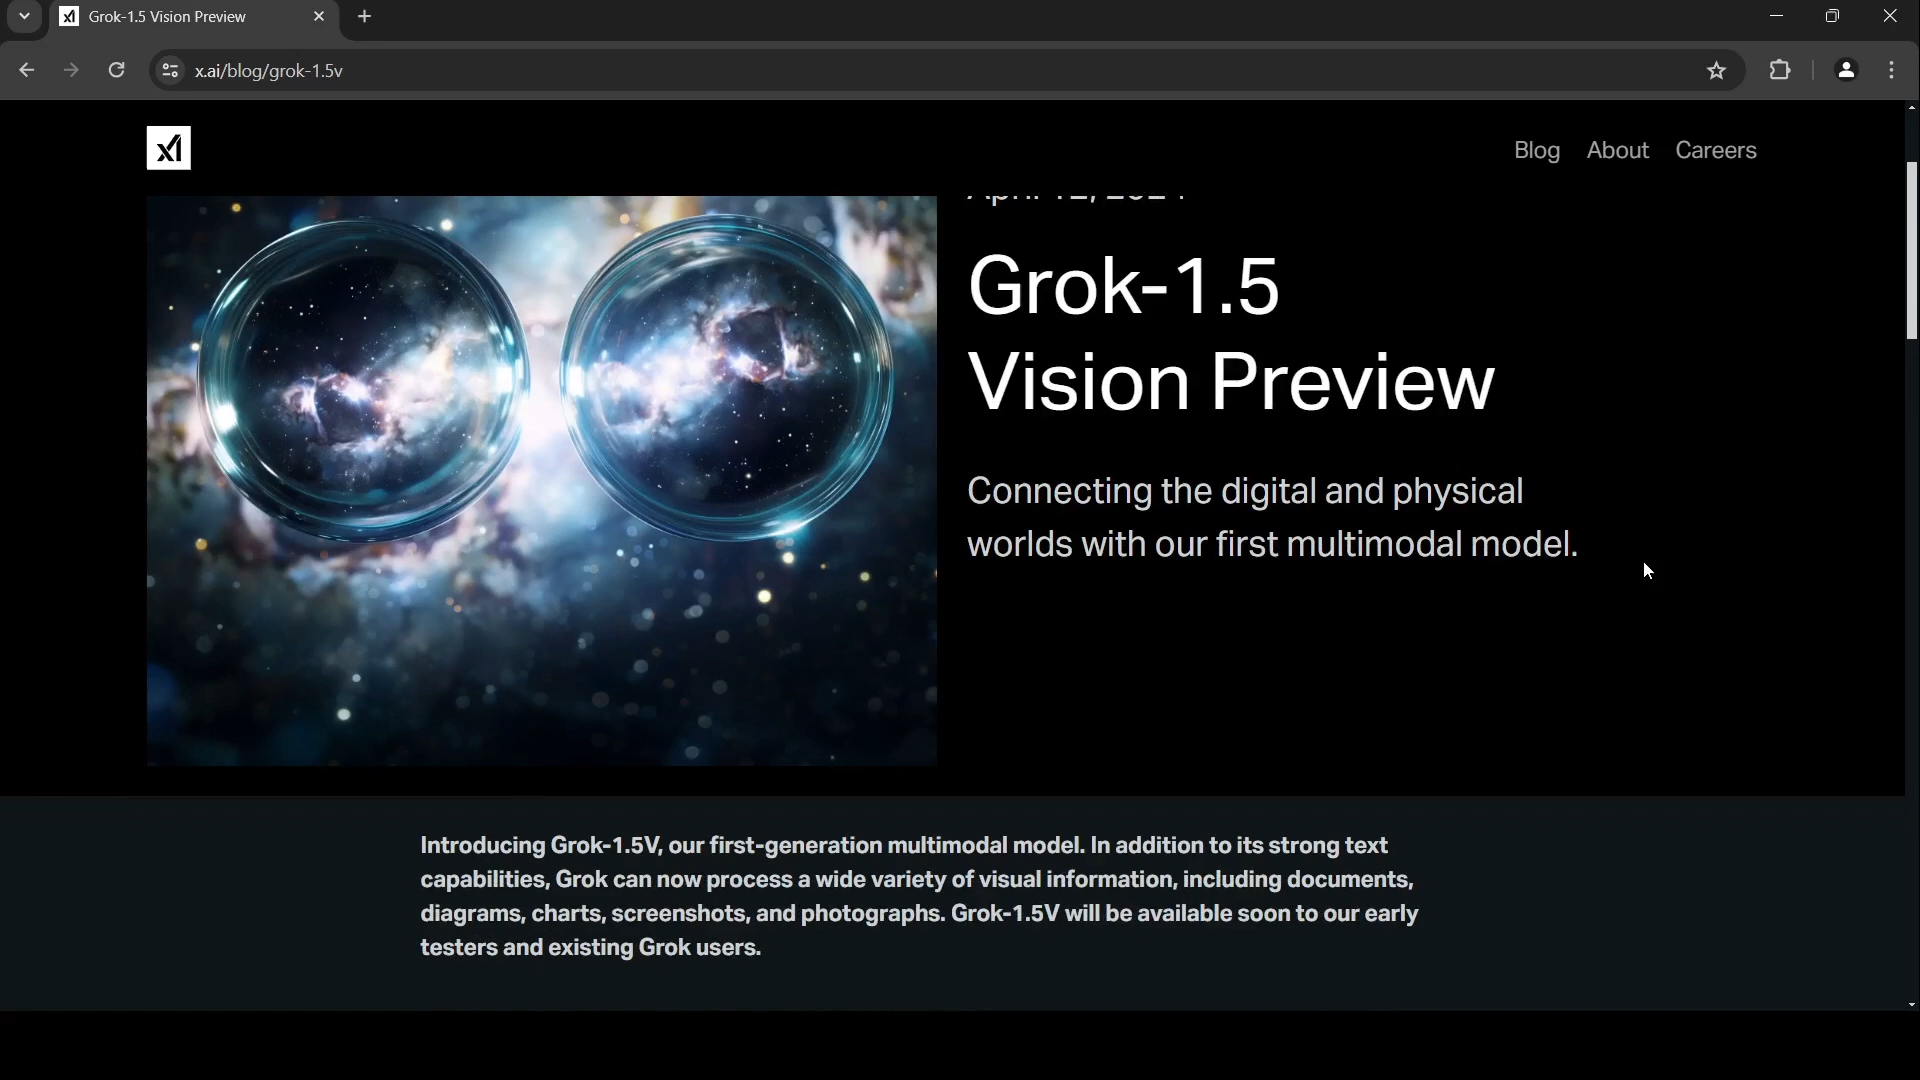 Grok-1.5 Vision Preview
x.ai/blog/grok-1.5v
xI
Blog About Careers
Grok-1.5
Vision Preview
Connecting the digital and physical
worlds with our first multimodal model.
Introducing Grok-1.5V, our first-generation multimodal model. In addition to its strong text
capabilities, Grok can now process a wide variety of visual information, including documents,
diagrams, charts, screenshots, and photographs. Grok-1.5V will be available soon to our early
testers and existing Grok users.